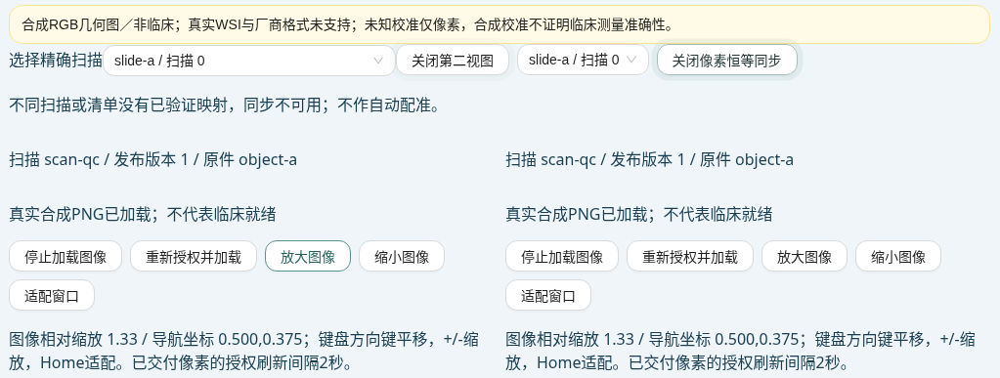 合成RGB几何图／非临床；真实WSI与厂商格式未支持；未知校准仅像素，合成校准不证明临床测量准确性。
选择精确扫描 slide-a / 扫描 0 关闭第二视图 slide-a / 扫描 0 关闭像素恒等同步
不同扫描或清单没有已验证映射，同步不可用；不作自动配准。
扫描 scan-qc / 发布版本 1 / 原件 object-a
真实合成PNG已加载；不代表临床就绪
停止加载图像 重新授权并加载 放大图像 缩小图像
适配窗口
图像相对缩放 1.33 / 导航坐标 0.500,0.375；键盘方向键平移，+/-缩
放，Home适配。已交付像素的授权刷新间隔2秒。
扫描 scan-qc / 发布版本 1 / 原件 object-a
真实合成PNG已加载；不代表临床就绪
停止加载图像 重新授权并加载 放大图像 缩小图像
适配窗口
图像相对缩放 1.33 / 导航坐标 0.500,0.375；键盘方向键平移，+/-缩
放，Home适配。已交付像素的授权刷新间隔2秒。